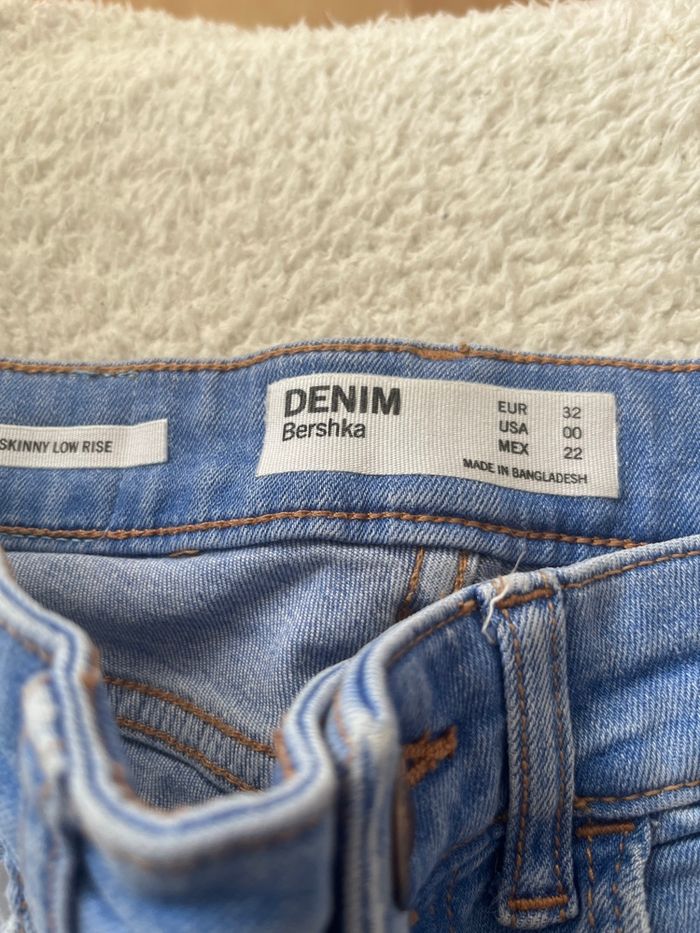 SKINNY LOW RISE
DENIM
Bershka
EUR 32
USA 00
MEX 22
MADE IN BANGLADESH